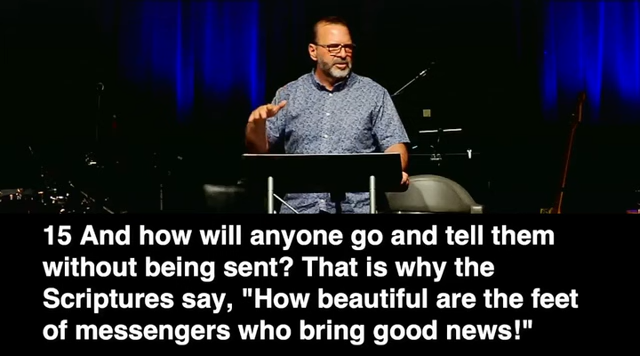 15 And how will anyone go and tell them
without being sent? That is why the
Scriptures say, "How beautiful are the feet
of messengers who bring good news!"